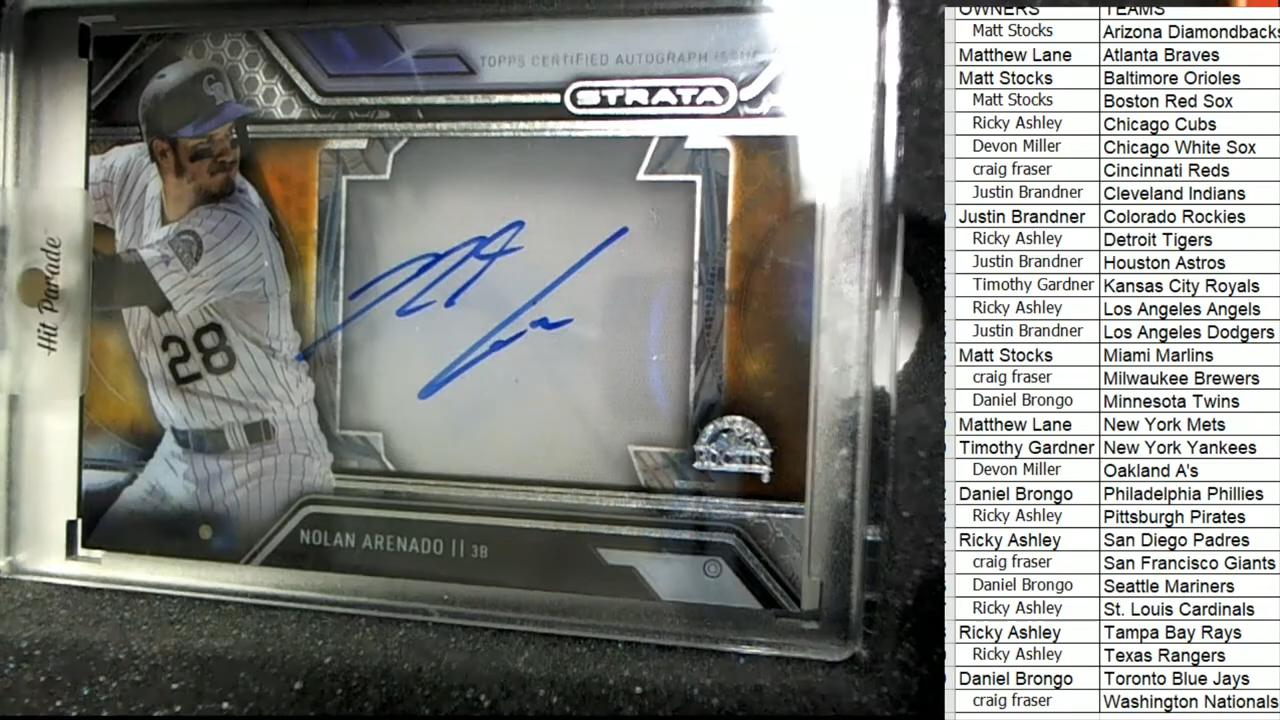 TOPPS CERTIFIED AUTOGRAPH ISSUE
STRATA
Hit Parade
28
NOLAN ARENADO || 3B
OWNERS TEAMS
Matt Stocks Arizona Diamondbacks
Matthew Lane Atlanta Braves
Matt Stocks Baltimore Orioles
Matt Stocks Boston Red Sox
Ricky Ashley Chicago Cubs
Devon Miller Chicago White Sox
craig fraser Cincinnati Reds
Justin Brandner Cleveland Indians
Justin Brandner Colorado Rockies
Ricky Ashley Detroit Tigers
Justin Brandner Houston Astros
Timothy Gardner Kansas City Royals
Ricky Ashley Los Angeles Angels
Justin Brandner Los Angeles Dodgers
Matt Stocks Miami Marlins
craig fraser Milwaukee Brewers
Daniel Brongo Minnesota Twins
Matthew Lane New York Mets
Timothy Gardner New York Yankees
Devon Miller Oakland A's
Daniel Brongo Philadelphia Phillies
Ricky Ashley Pittsburgh Pirates
Ricky Ashley San Diego Padres
craig fraser San Francisco Giants
Daniel Brongo Seattle Mariners
Ricky Ashley St. Louis Cardinals
Ricky Ashley Tampa Bay Rays
Ricky Ashley Texas Rangers
Daniel Brongo Toronto Blue Jays
craig fraser Washington Nationals